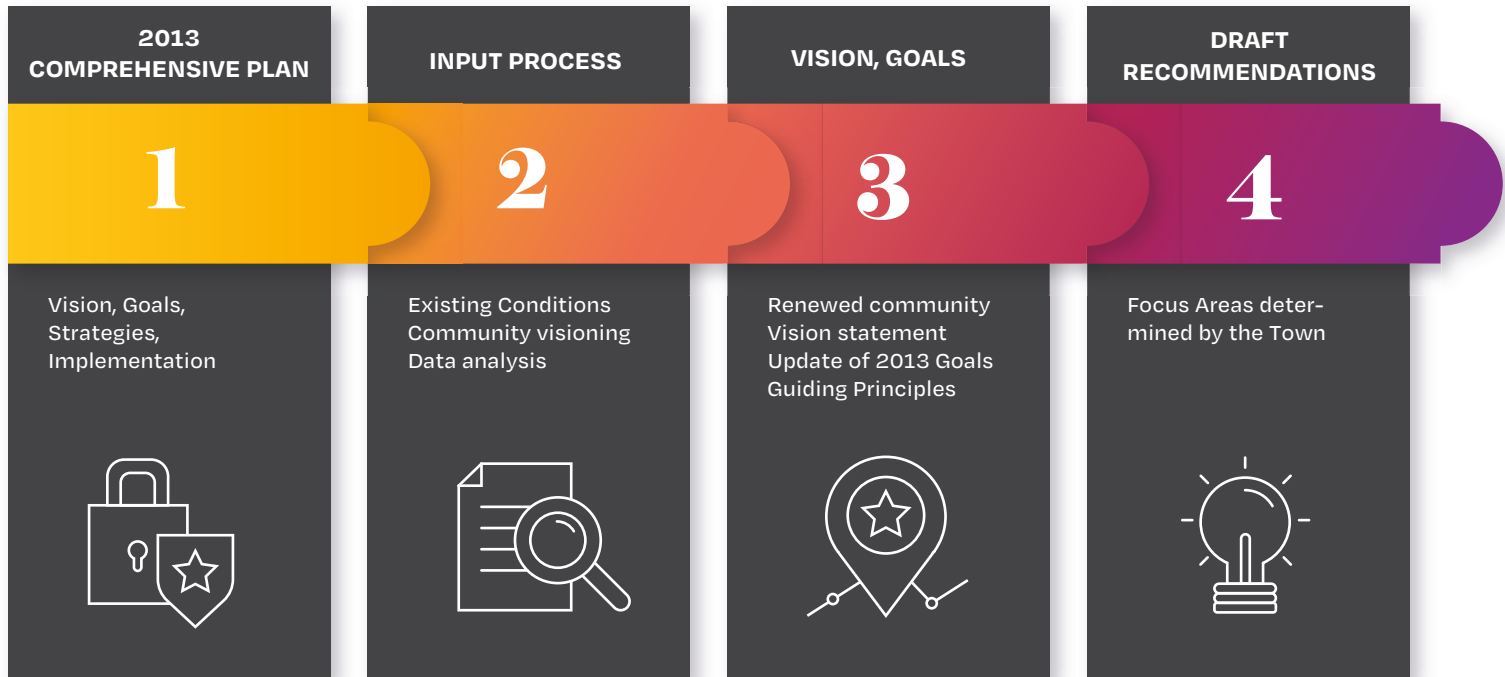 2013
COMPREHENSIVE PLAN
1
Vision, Goals,
Strategies,
Implementation
INPUT PROCESS
2
Existing Conditions
Community visioning
Data analysis
VISION, GOALS
3
Renewed community
Vision statement
Update of 2013 Goals
Guiding Principles
DRAFT
RECOMMENDATIONS
4
Focus Areas deter-
mined by the Town